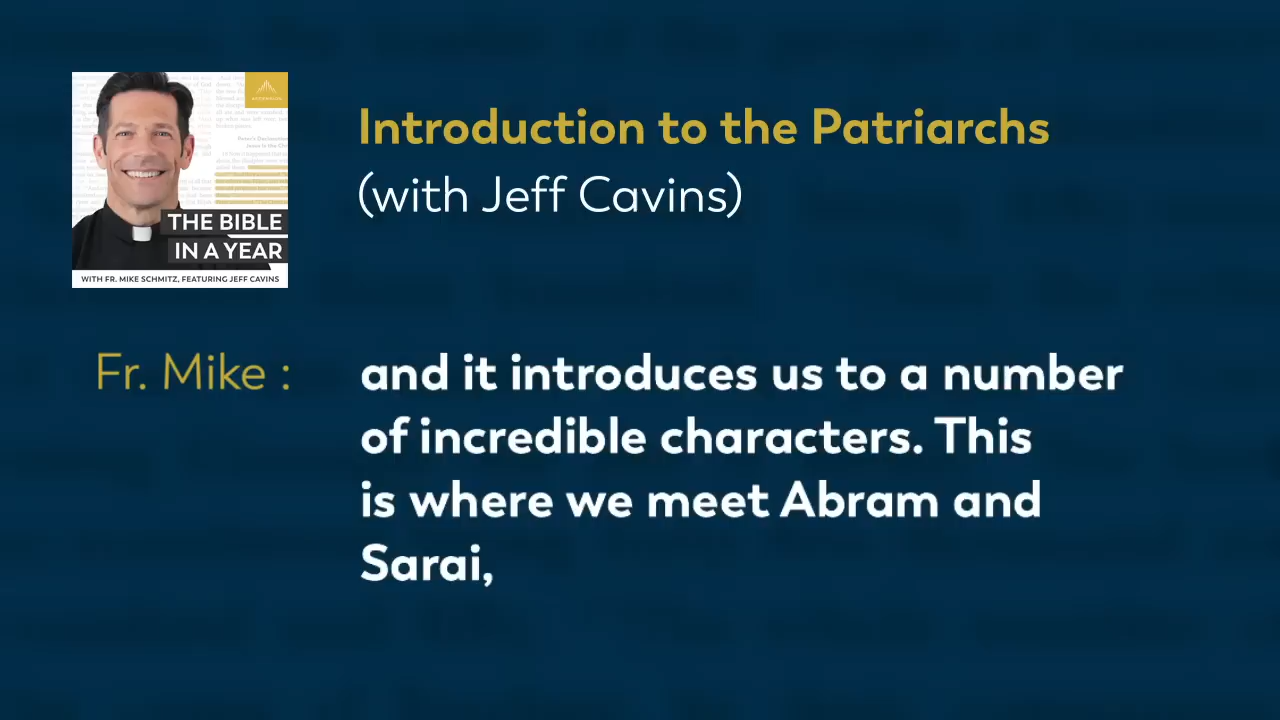 Introduction to the Patriarchs
(with Jeff Cavins)
THE BIBLE
IN A YEAR
WITH FR. MIKE SCHMITZ, FEATURING JEFF CAVINS
Fr. Mike :
and it introduces us to a number
of incredible characters. This
is where we meet Abram and
Sarai,